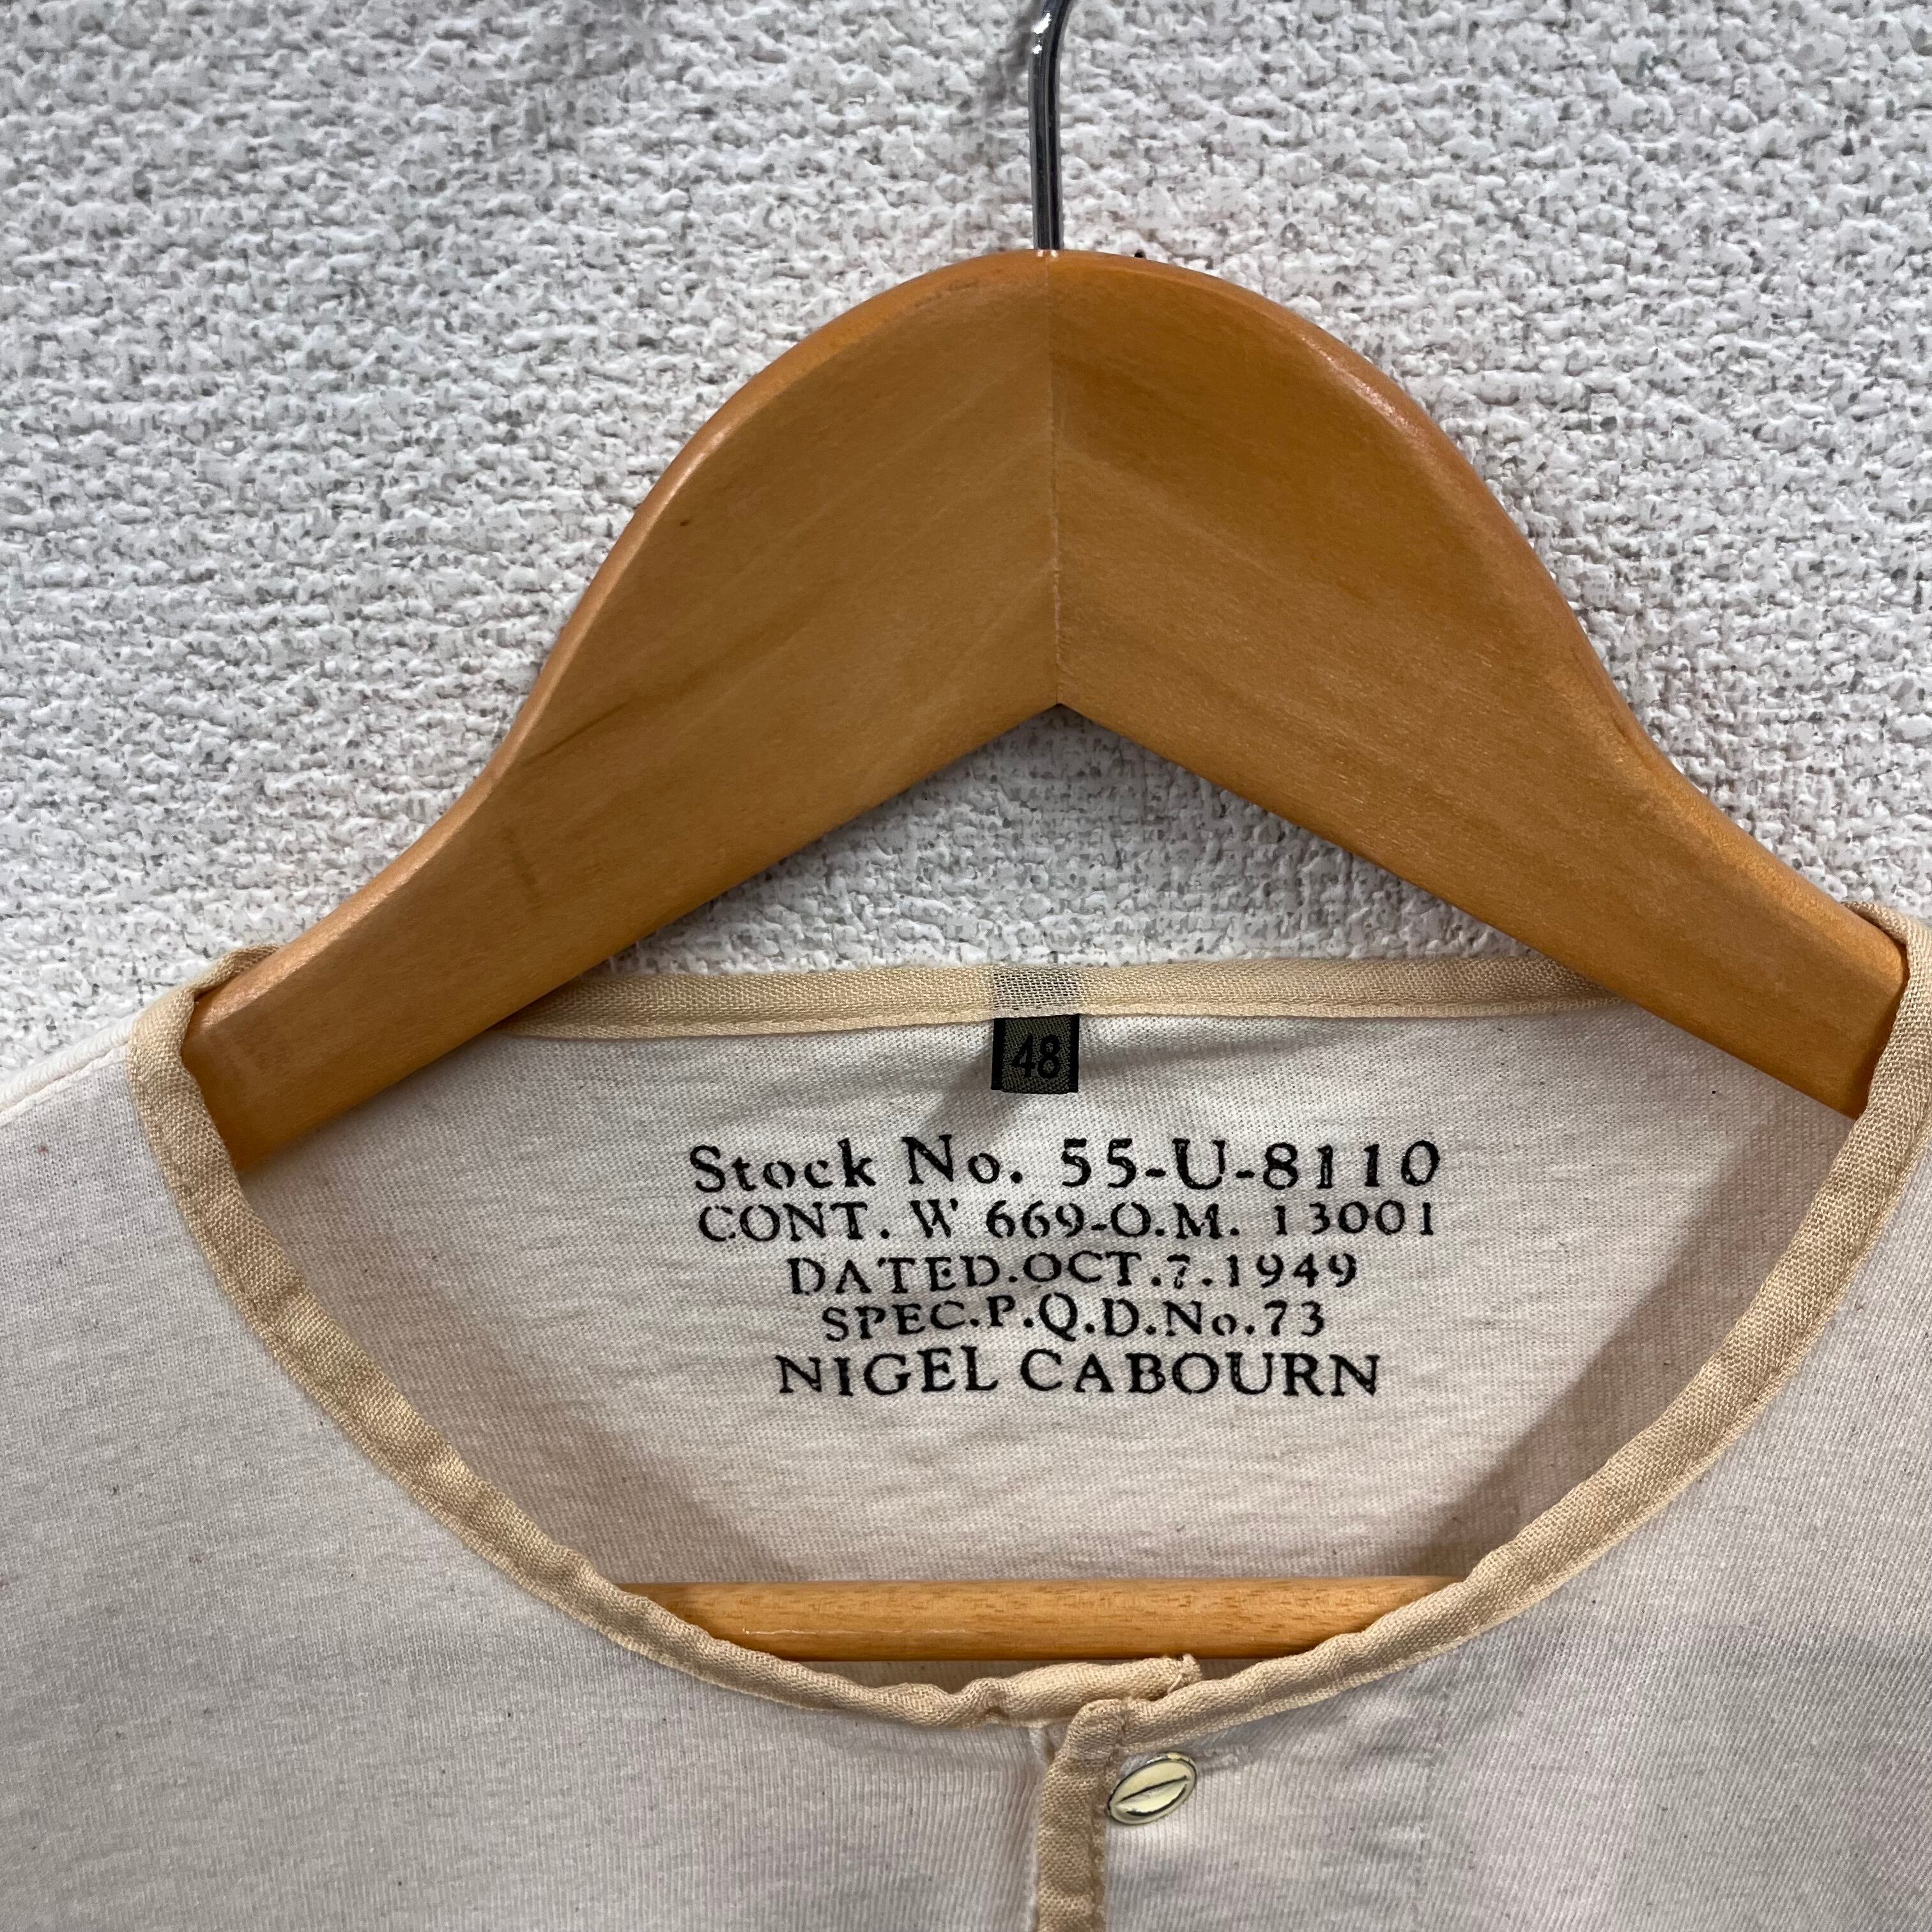 48
Stock No. 55-U-8110
CONT. W 669-O.M. 13001
DATED.OCT.7.1949
SPEC.P.Q.D.No.73
NIGEL CABOURN